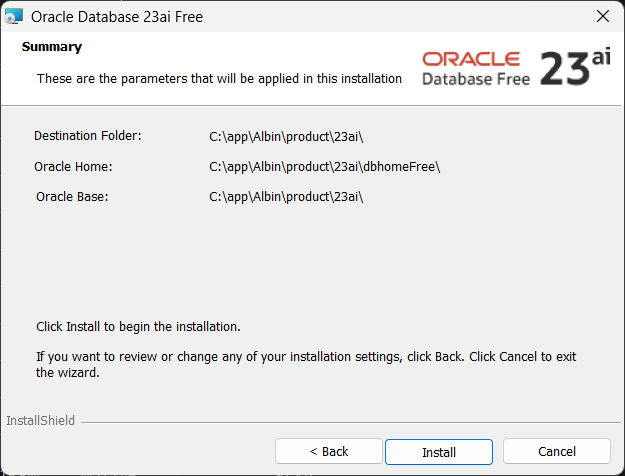 Oracle Database 23ai Free
Summary
These are the parameters that will be applied in this installation
ORACLE
Database Free
23ai
Destination Folder: C:\app\Albin\product\23ai\
Oracle Home: C:\app\Albin\product\23ai\dbhomeFree\
Oracle Base: C:\app\Albin\product\23ai\
Click Install to begin the installation.
If you want to review or change any of your installation settings, click Back. Click Cancel to exit
the wizard.
InstallShield
< Back Install Cancel